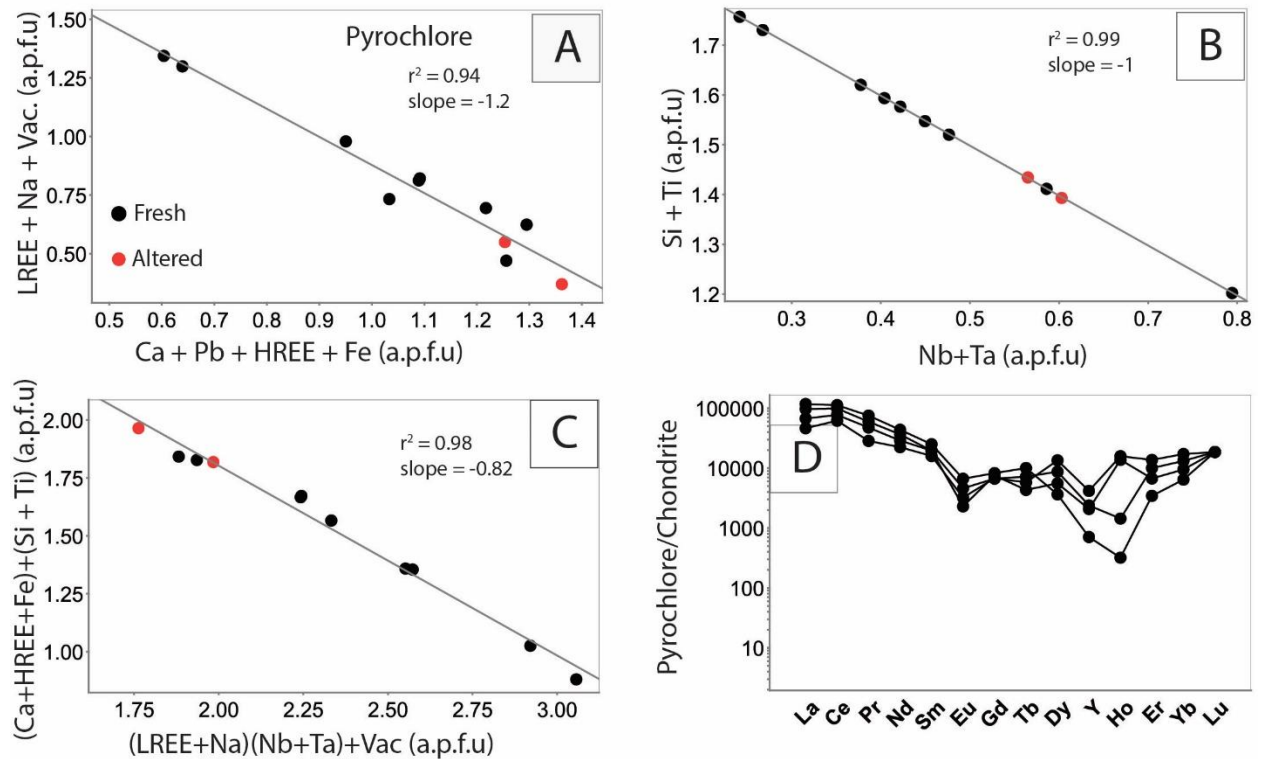 Pyrochlore
A
r² = 0.94
slope = -1.2
Fresh
Altered
1.50
1.25
1.00
0.75
0.50
LREE + Na + Vac. (a.p.f.u)
0.5 0.6 0.7 0.8 0.9 1.0 1.1 1.2 1.3 1.4
Ca + Pb + HREE + Fe (a.p.f.u)
B
r² = 0.99
slope = -1
1.7
1.6
1.5
1.4
1.3
1.2
Si + Ti (a.p.f.u)
0.3 0.4 0.5 0.6 0.7 0.8
Nb+Ta (a.p.f.u)
C
r² = 0.98
slope = -0.82
2.00
1.75
1.50
1.25
1.00
(Ca+HREE+Fe)+(Si + Ti) (a.p.f.u)
1.75 2.00 2.25 2.50 2.75 3.00
(LREE+Na)(Nb+Ta)+Vac (a.p.f.u)
D
100000
10000
1000
100
10
Pyrochlore/Chondrite
La Ce Pr Nd Sm Eu Gd Tb Dy Y Ho Er Yb Lu